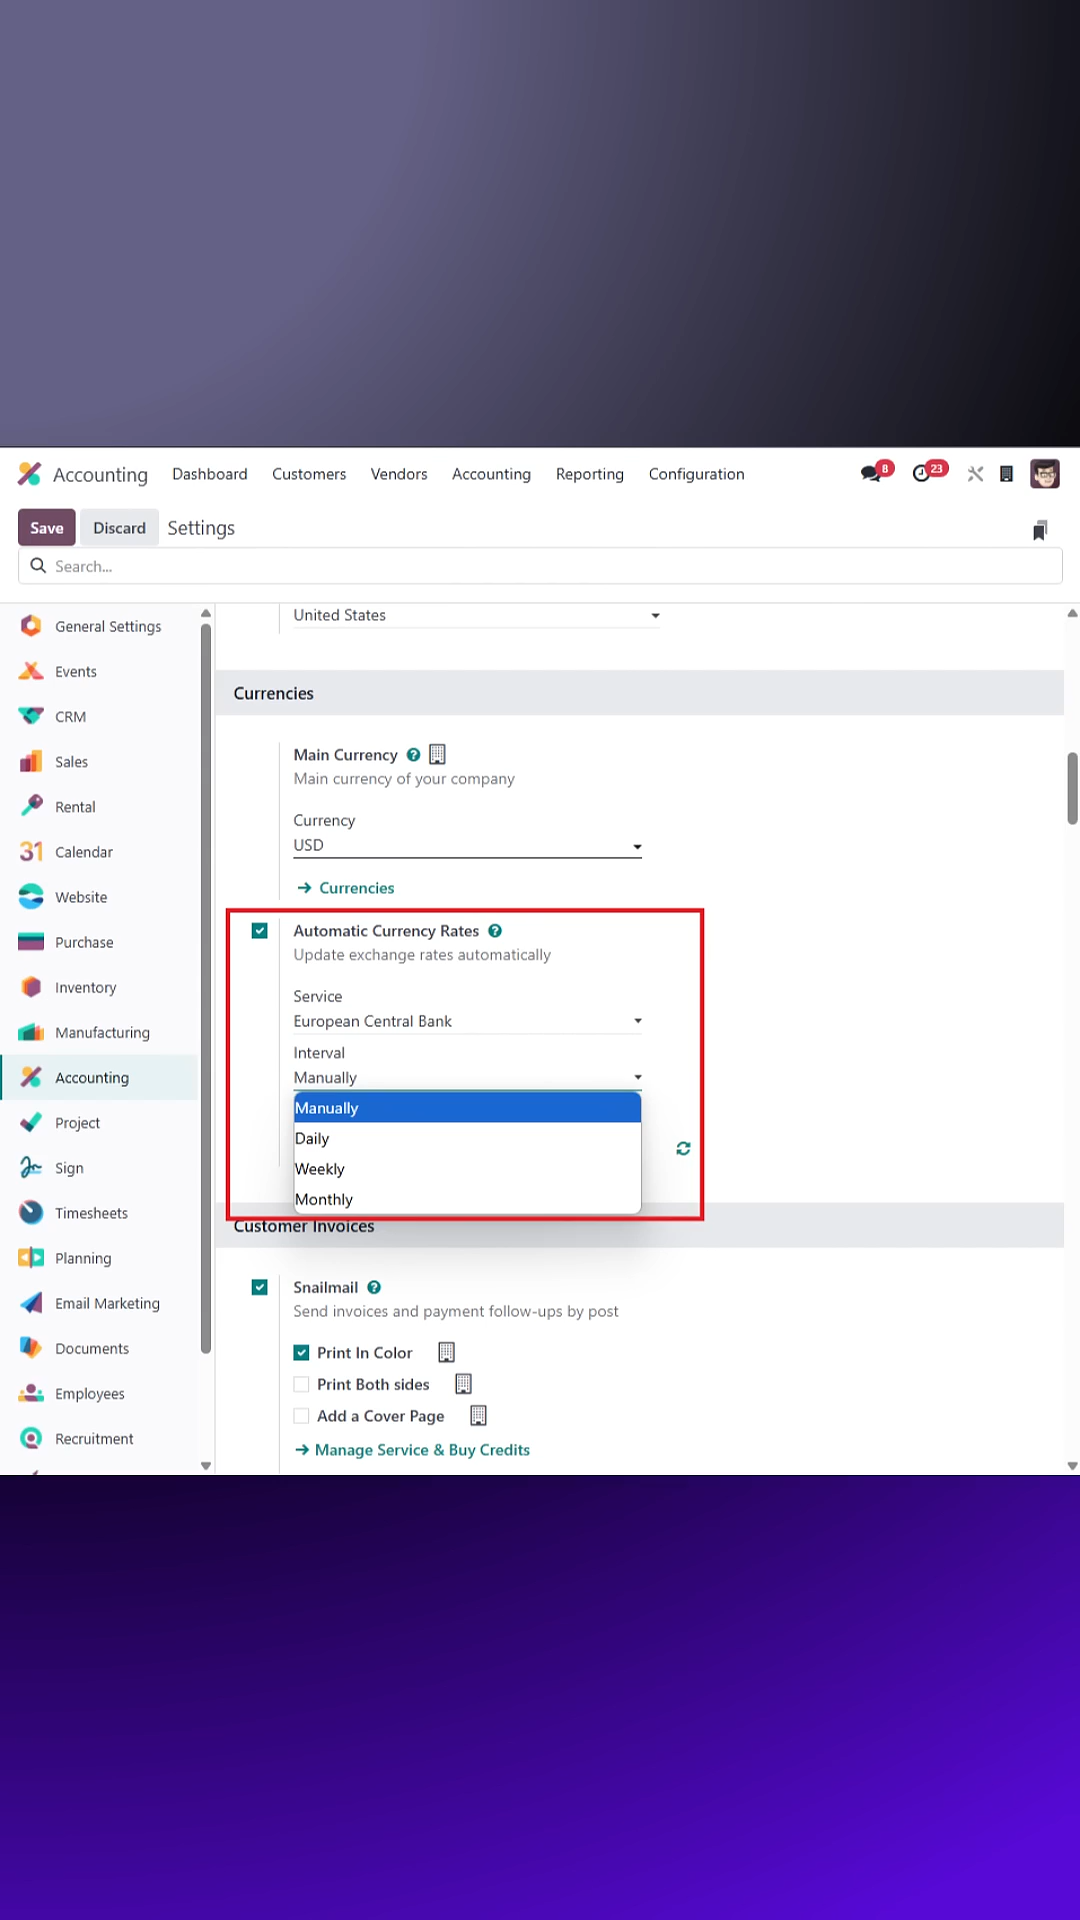 Accounting Dashboard Customers Vendors Accounting Reporting Configuration 8 23
Save Discard Settings
Search...
General Settings
Events
CRM
Sales
Rental
31 Calendar
Website
Purchase
Inventory
Manufacturing
Accounting
Project
Sign
Timesheets
Planning
Email Marketing
Documents
Employees
Recruitment
United States
Currencies
Main Currency ?
Main currency of your company
Currency
USD
→ Currencies
Automatic Currency Rates ?
Update exchange rates automatically
Service
European Central Bank
Interval
Manually
Manually
Daily
Weekly
Monthly
Customer Invoices
Snailmail ?
Send invoices and payment follow-ups by post
Print In Color
Print Both sides
Add a Cover Page
→ Manage Service & Buy Credits